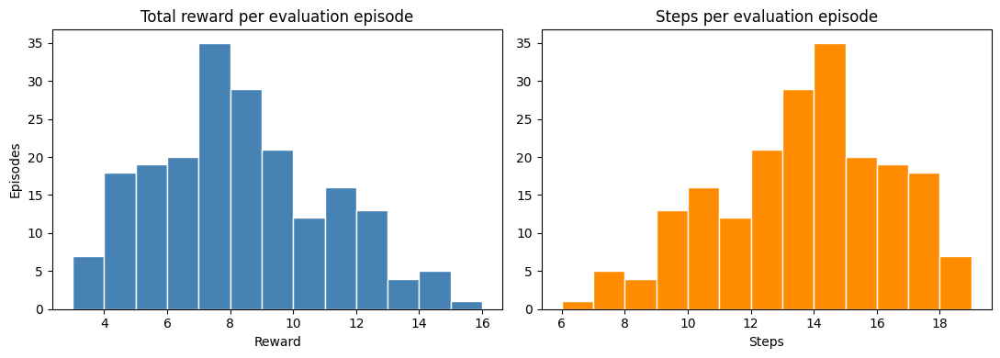 Total reward per evaluation episode
35
30
25
20
15
10
5
0
Episodes
4 6 8 10 12 14 16
Reward
Steps per evaluation episode
35
30
25
20
15
10
5
0
6 8 10 12 14 16 18
Steps